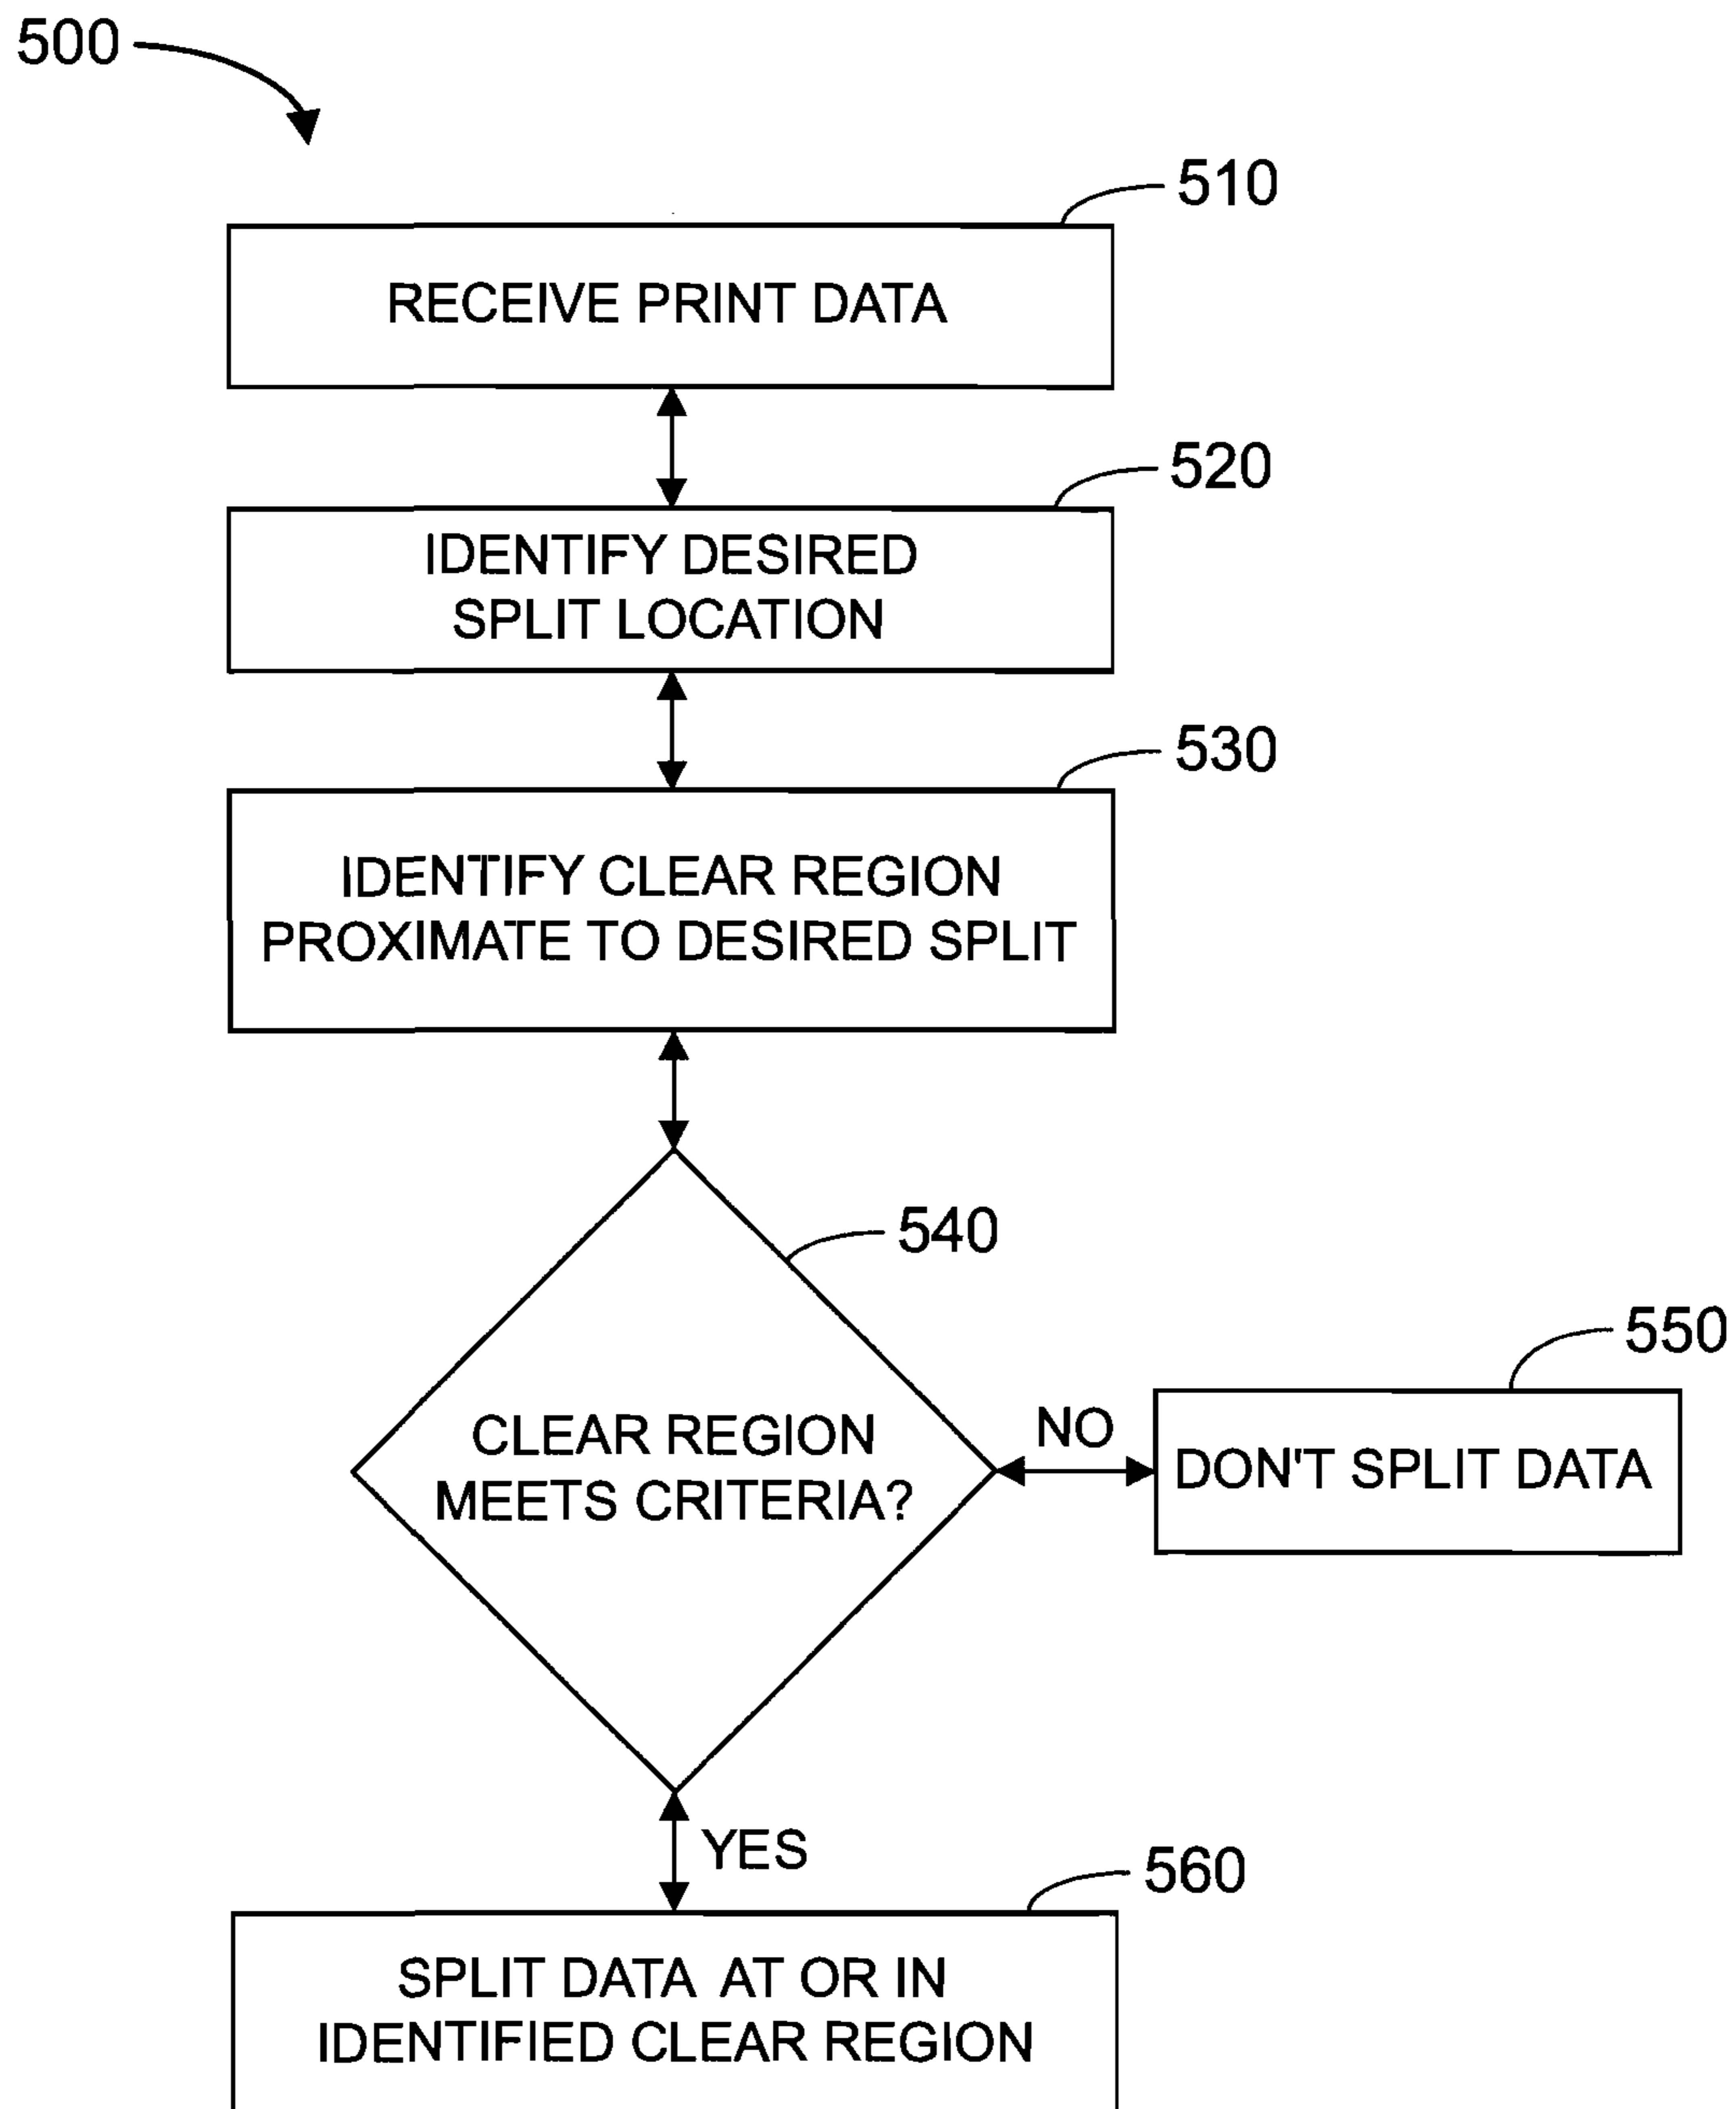 500
510
RECEIVE PRINT DATA
520
IDENTIFY DESIRED
SPLIT LOCATION
530
IDENTIFY CLEAR REGION
PROXIMATE TO DESIRED SPLIT
540
CLEAR REGION
MEETS CRITERIA?
NO
550
DON'T SPLIT DATA
YES
560
SPLIT DATA AT OR IN
IDENTIFIED CLEAR REGION